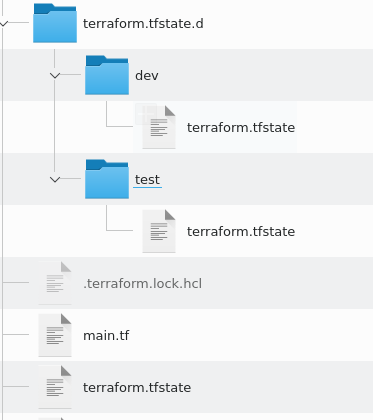 terraform.tfstate.d
dev
terraform.tfstate
test
terraform.tfstate
.terraform.lock.hcl
main.tf
terraform.tfstate